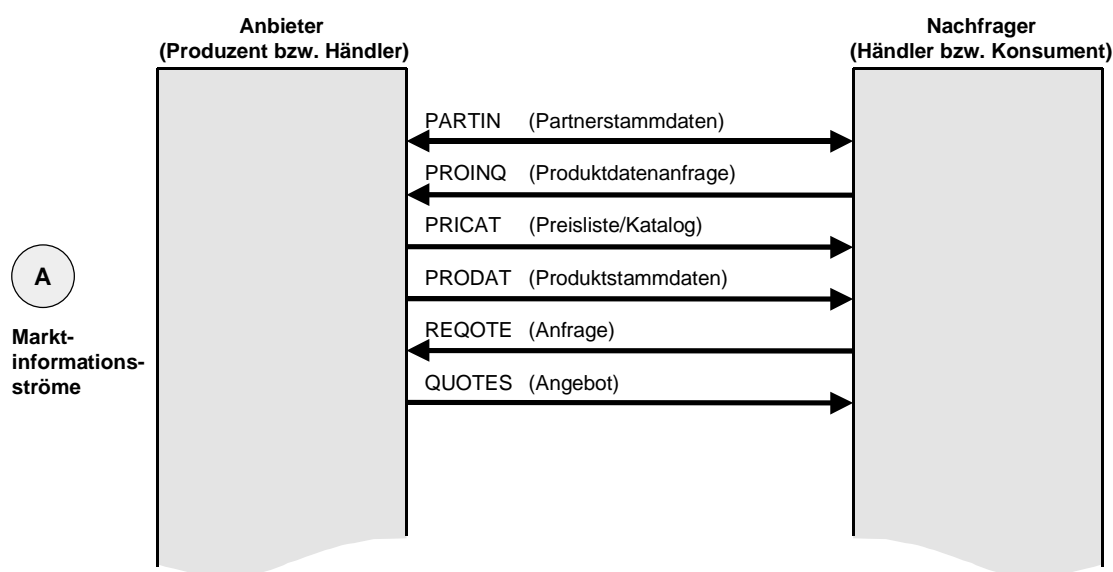 Anbieter
(Produzent bzw. Händler)
Nachfrager
(Händler bzw. Konsument)
PARTIN (Partnerstammdaten)
PROINQ (Produktdatenanfrage)
PRICAT (Preisliste/Katalog)
PRODAT (Produktstammdaten)
REQOTE (Anfrage)
QUOTES (Angebot)
A
Markt-
informations-
ströme